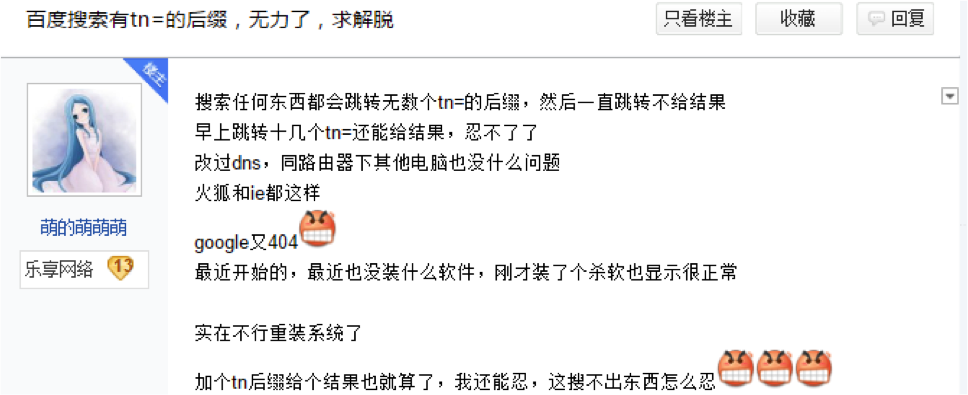 百度搜索有tn=的后缀，无力了，求解脱
只看楼主
收藏
回复
楼主
搜索任何东西都会跳转无数个tn=的后缀，然后一直跳转不给结果
早上跳转十几个tn=还能给结果，忍不了了
改过dns，同路由器下其他电脑也没什么问题
火狐和ie都这样
萌的萌萌萌
google又404
乐享网络 13
最近开始的，最近也没装什么软件，刚才装了个杀软也显示很正常
实在不行重装系统了
加个tn后缀给个结果也就算了，我还能忍，这搜不出东西怎么忍